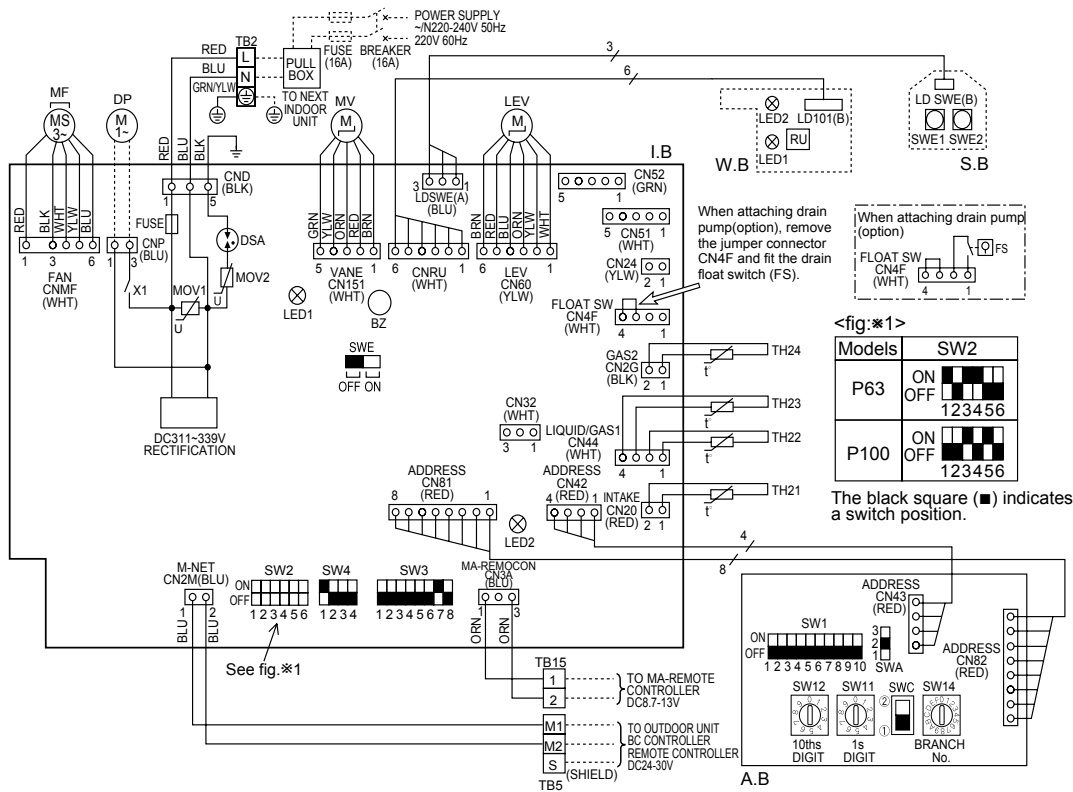 POWER SUPPLY
~/N220-240V 50Hz
220V 60Hz
FUSE
(16A)
BREAKER
(16A)
TB2
RED
L
BLU
N
GRN/YLW
PULL
BOX
TO NEXT
INDOOR
UNIT
3
6
MF
MS
3~
DP
M
1~
MV
M
LEV
M
LED2
LD101(B)
RU
LED1
W.B
LD SWE(B)
SWE1 SWE2
S.B
I.B
RED
BLU
BLK
RED
BLK
WHT
YLW
BLU
1 3 6
FAN
CNMF
(WHT)
1 3
CNP
(BLU)
X1
CND
(BLK)
1 5
FUSE
DSA
MOV2
U
MOV1
U
DC311~339V
RECTIFICATION
GRN
YLW
ORN
RED
BRN
5 1
VANE
CN151
(WHT)
LED1
BZ
SWE
OFF ON
3 1
LDSWE(A)
(BLU)
6 1
CNRU
(WHT)
BRN
RED
BLU
ORN
YLW
WHT
6 1
LEV
CN60
(YLW)
CN52
(GRN)
5 1
5 1
CN51
(WHT)
CN24
(YLW)
2 1
FLOAT SW
CN4F
(WHT)
4 1
When attaching drain
pump(option), remove
the jumper connector
CN4F and fit the drain
float switch (FS).
When attaching drain pump
(option)
FS
FLOAT SW
CN4F
(WHT)
4 1
GAS2
CN2G
(BLK)
2 1
t°
TH24
CN32
(WHT)
3 1
LIQUID/GAS1
CN44
(WHT)
4 1
t°
TH23
t°
TH22
INTAKE
CN20
(RED)
2 1
t°
TH21
<fig:※1>
Models SW2
P63
ON
OFF
123456
P100
ON
OFF
123456
The black square (■) indicates
a switch position.
ADDRESS
CN81
(RED)
8 1
LED2
ADDRESS
CN42
(RED)
4 1
4
8
M-NET
CN2M(BLU)
1 2
BLU
BLU
SW2
ON
OFF
1 2 3 4 5 6
See fig.※1
SW4
1 2 3 4
SW3
1 2 3 4 5 6 7 8
MA-REMOCON
CN3A
(BLU)
1 3
ORN
ORN
TB15
1
2
TO MA-REMOTE
CONTROLLER
DC8.7-13V
M1
M2
S
(SHIELD)
TB5
TO OUTDOOR UNIT
BC CONTROLLER
REMOTE CONTROLLER
DC24-30V
ADDRESS
CN43
(RED)
SW1
ON
OFF
1 2 3 4 5 6 7 8 9 10
3
2
1
SWA
ADDRESS
CN82
(RED)
SW12
10ths
DIGIT
SW11
1s
DIGIT
SWC
②
①
SW14
BRANCH
No.
A.B